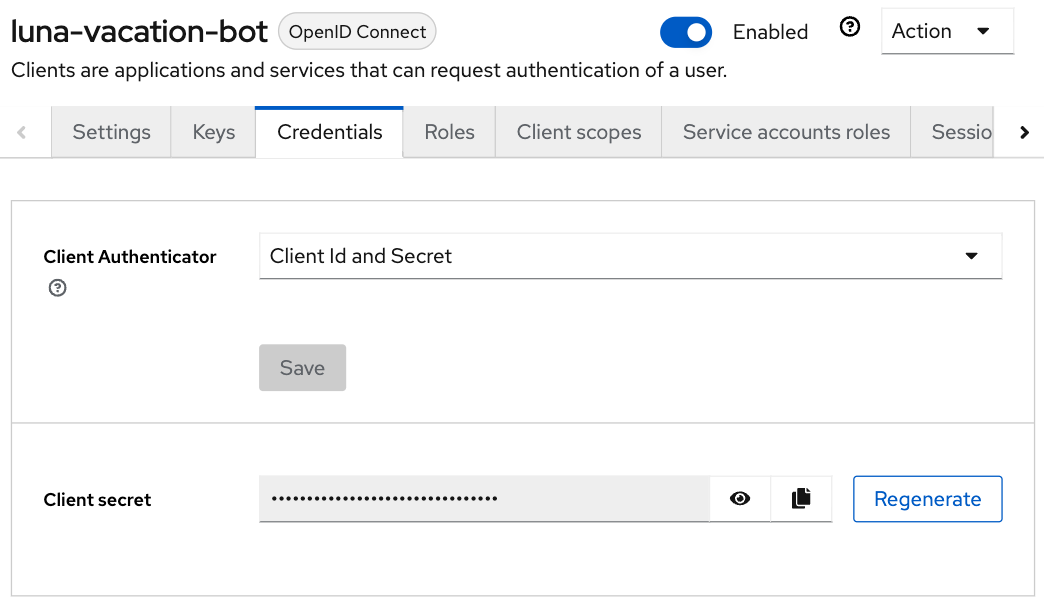 luna-vacation-bot OpenID Connect Enabled Action
Clients are applications and services that can request authentication of a user.
Settings Keys Credentials Roles Client scopes Service accounts roles Sessio
Client Authenticator Client Id and Secret
Save
Client secret •••••••••••••••••••••••••••••••• Regenerate